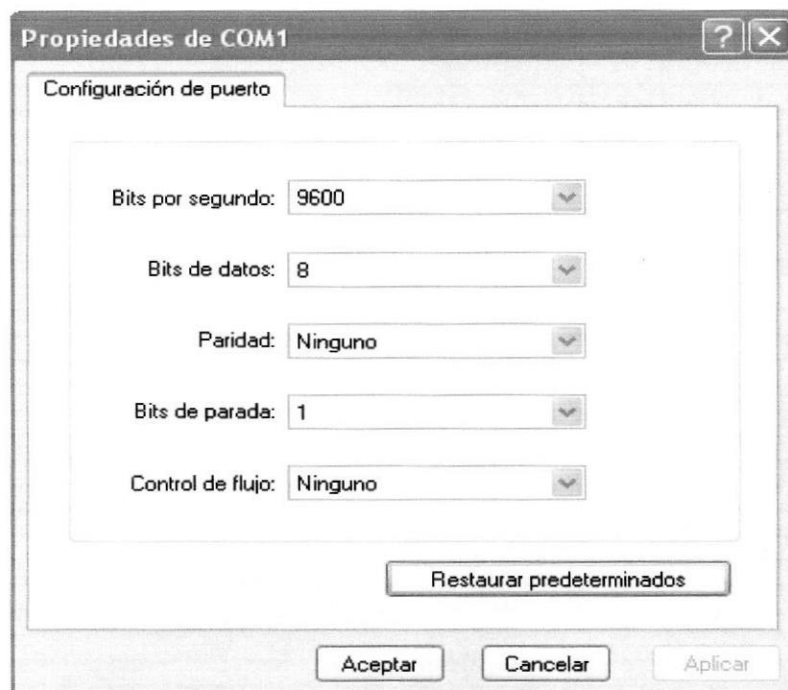 Propiedades de COM1
Configuración de puerto
Bits por segundo: 9600
Bits de datos: 8
Paridad: Ninguno
Bits de parada: 1
Control de flujo: Ninguno
Restaurar predeterminados
Aceptar Cancelar Aplicar